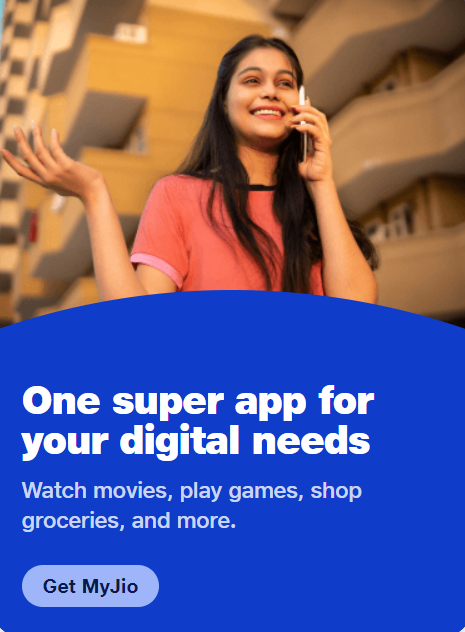 One super app for
your digital needs
Watch movies, play games, shop
groceries, and more.
Get MyJio